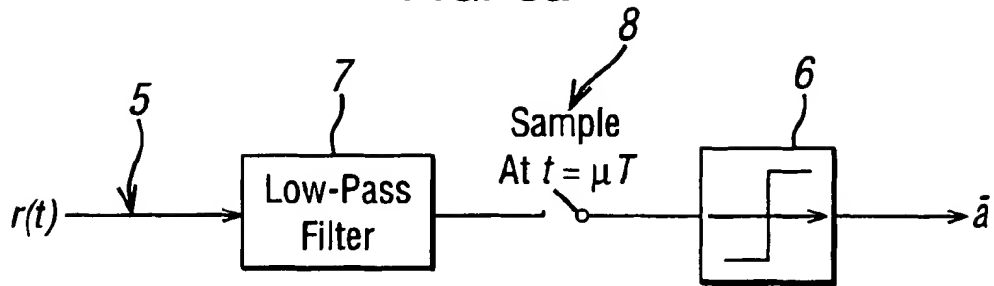 8
7
6
5
Sample
At t = μT
Low-Pass
Filter
r(t)
ā